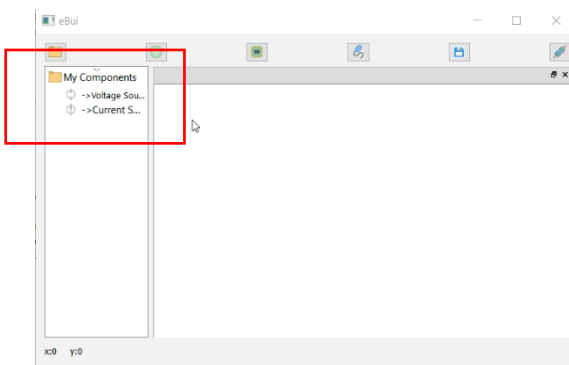 eBui
My Components
->Voltage Sou...
->Current S...
x:0 y:0